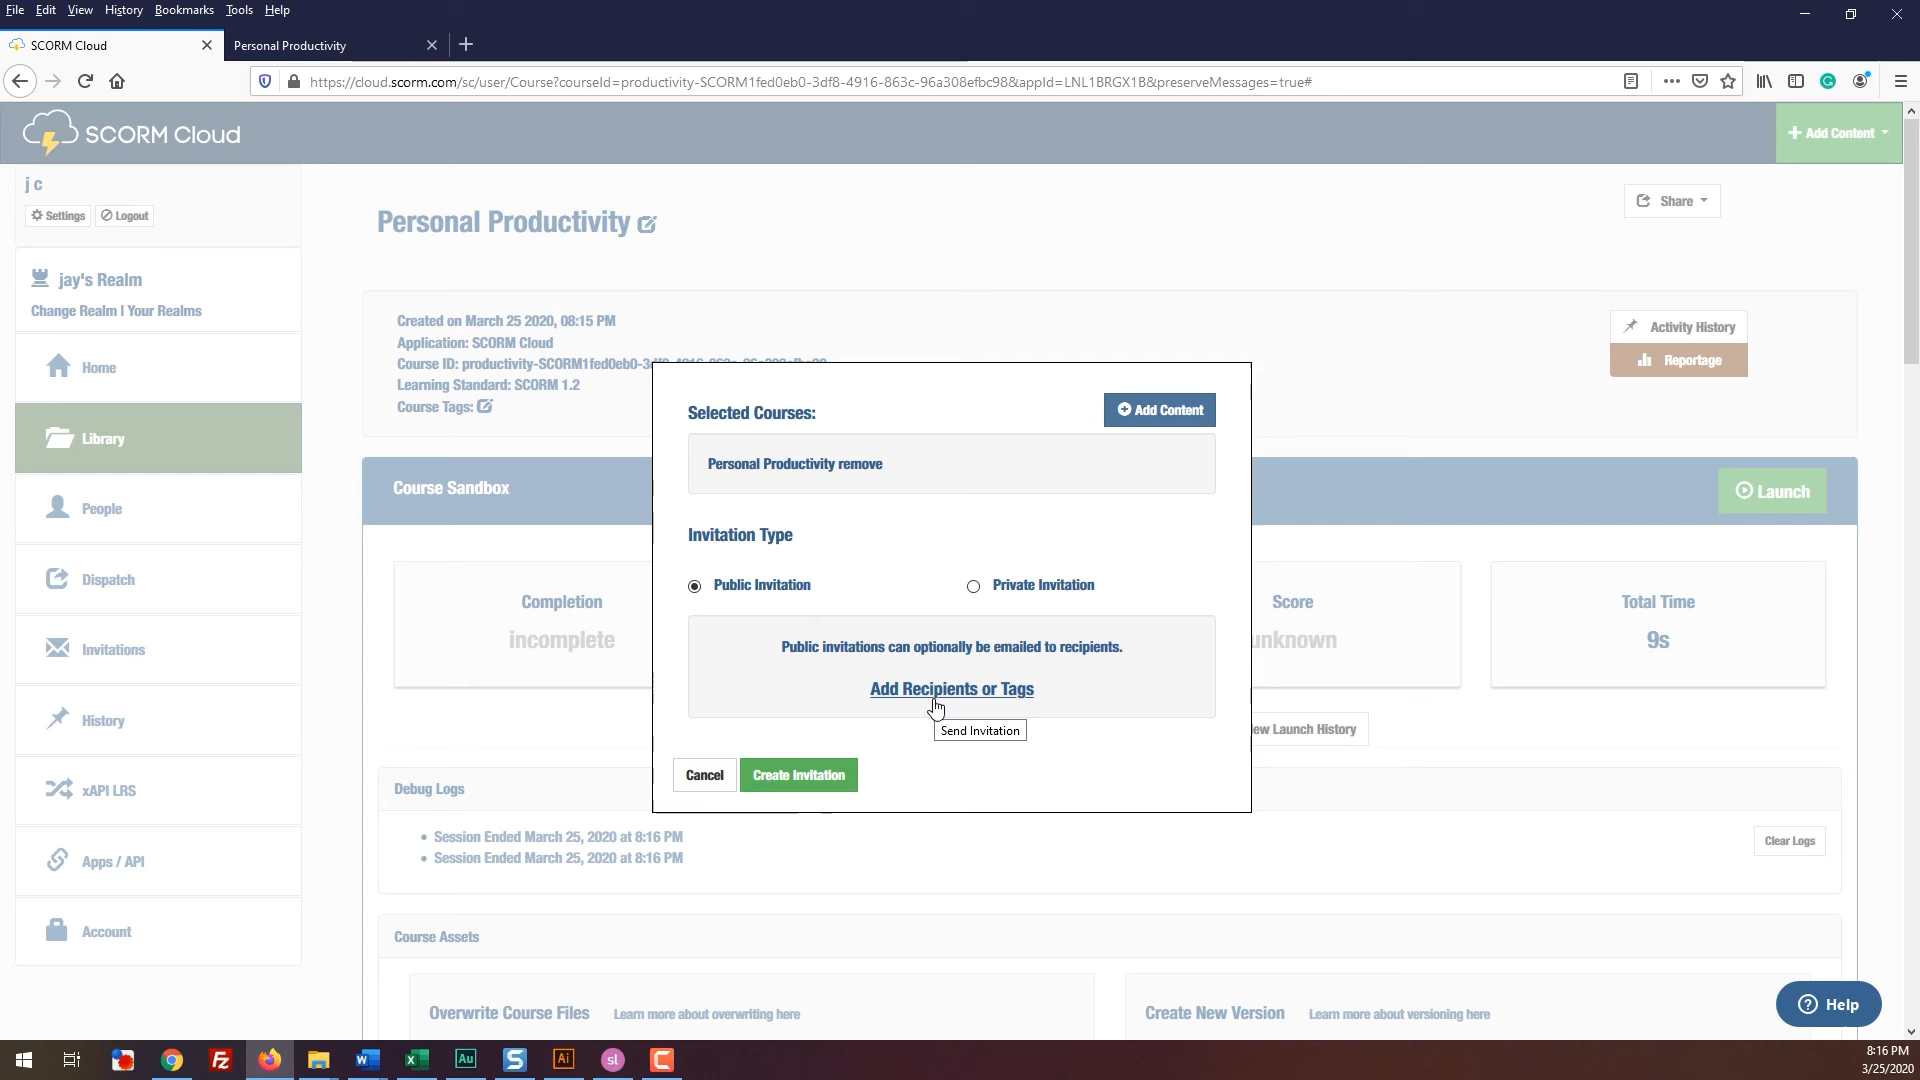 File Edit View History Bookmarks Tools Help
SCORM Cloud
Personal Productivity
https://cloud.scorm.com/sc/user/Course?courseId=productivity-SCORM1fed0eb0-3df8-4916-863c-96a308efbc98&appId=LNL1BRGX1B&preserveMessages=true#
SCORM Cloud
Add Content
j c
Settings Logout
jay's Realm
Change Realm | Your Realms
Home
Library
People
Dispatch
Invitations
History
xAPI LRS
Apps / API
Account
Personal Productivity
Share
Created on March 25 2020, 08:15 PM
Application: SCORM Cloud
Course ID: productivity-SCORM1fed0eb0-3df8-4916-863c-96a308efbc98
Learning Standard: SCORM 1.2
Course Tags:
Activity History
Reportage
Course Sandbox
Launch
Completion
incomplete
Score
unknown
Total Time
9s
ew Launch History
Selected Courses:
Add Content
Personal Productivity remove
Invitation Type
Public Invitation
Private Invitation
Public invitations can optionally be emailed to recipients.
Add Recipients or Tags
Send Invitation
Cancel
Create Invitation
Debug Logs
• Session Ended March 25, 2020 at 8:16 PM
• Session Ended March 25, 2020 at 8:16 PM
Clear Logs
Course Assets
Overwrite Course Files Learn more about overwriting here
Create New Version Learn more about versioning here
Help
8:16 PM
3/25/2020